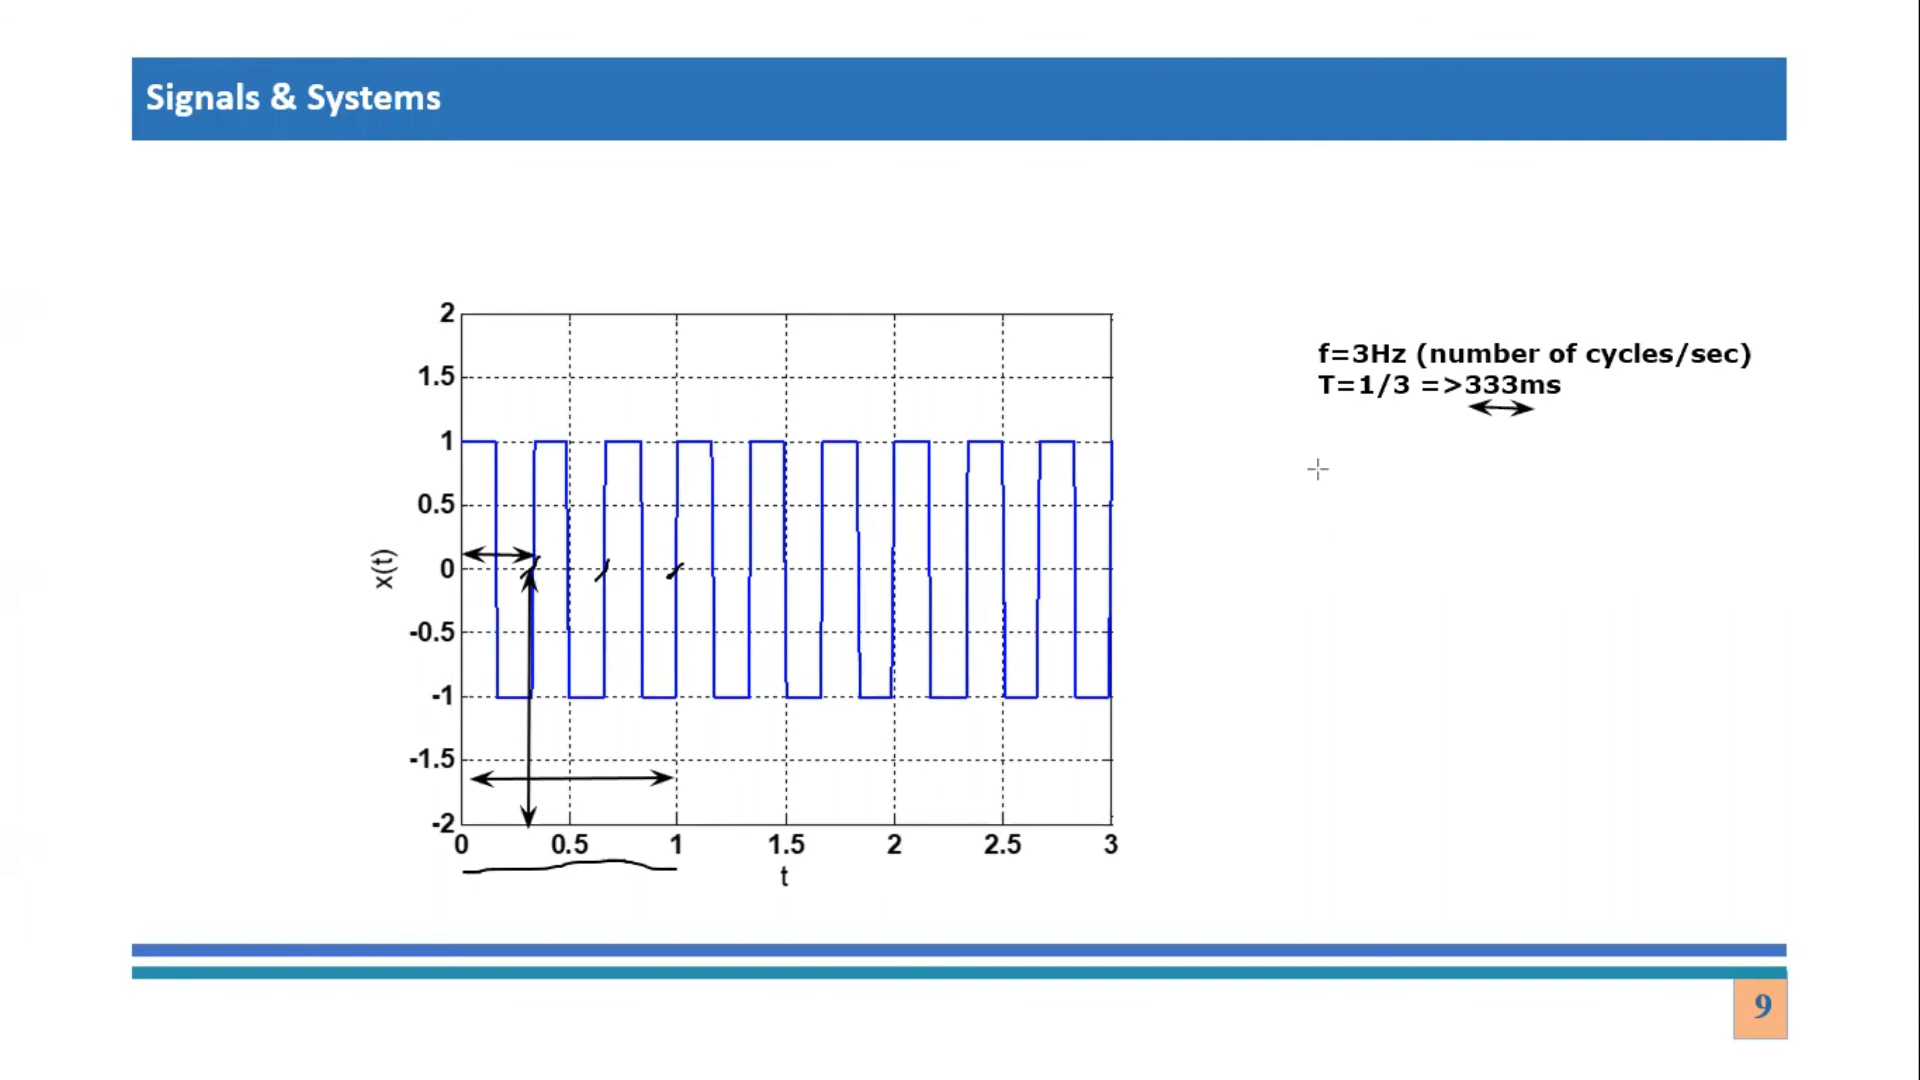 Signals & Systems
f=3Hz (number of cycles/sec)
T=1/3 =>333ms
2
1.5
1
0.5
0
-0.5
-1
-1.5
-2
x(t)
0 0.5 1 1.5 2 2.5 3
t
9